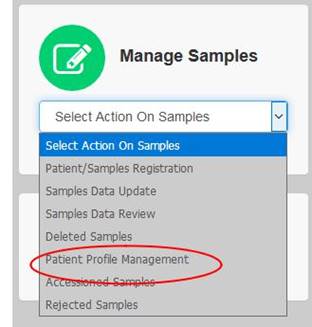 Manage Samples
Select Action On Samples
Select Action On Samples
Patient/Samples Registration
Samples Data Update
Samples Data Review
Deleted Samples
Patient Profile Management
Accessioned Samples
Rejected Samples